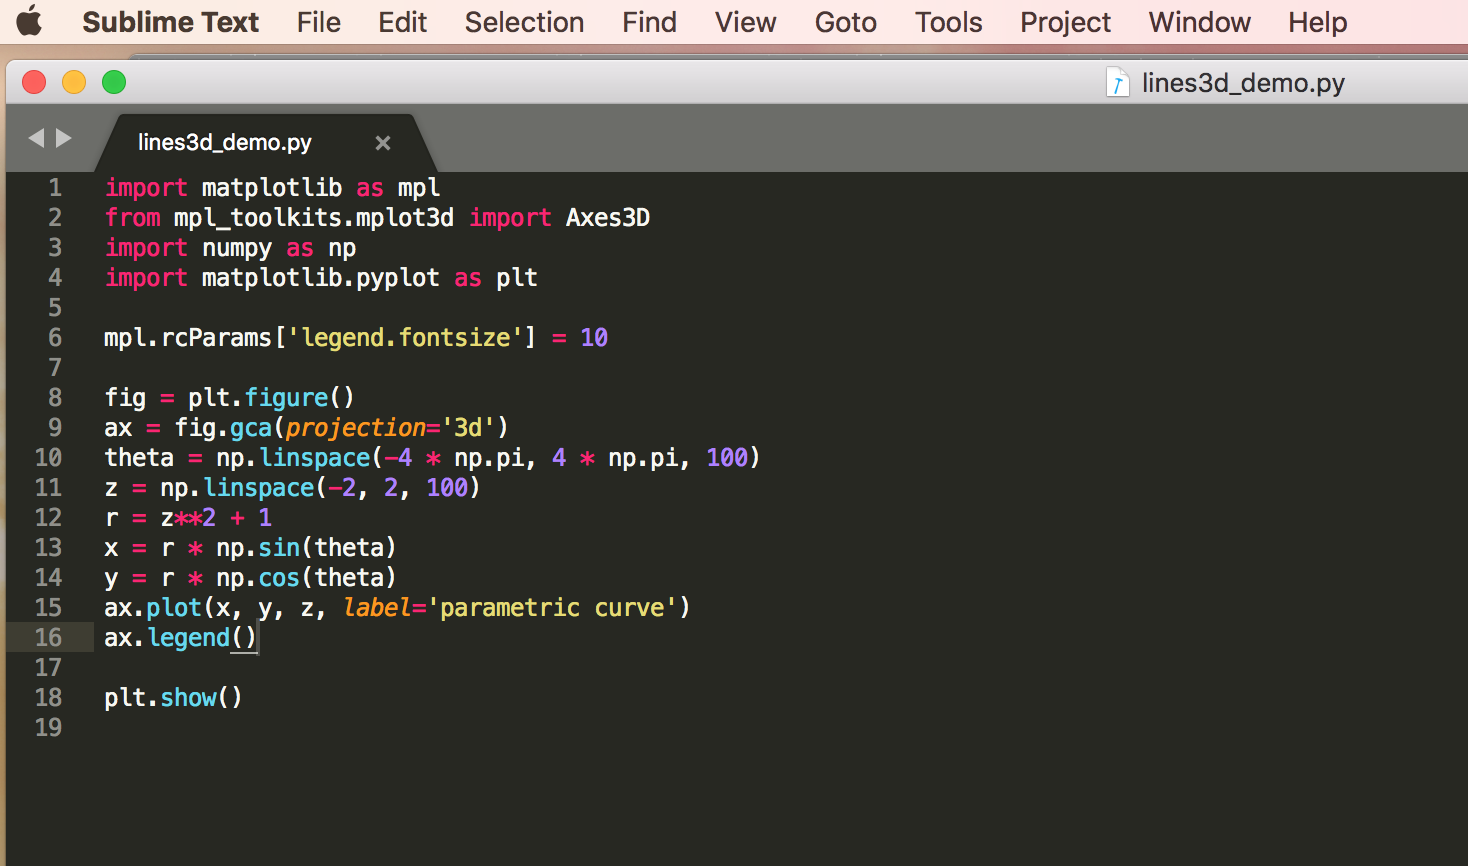 Sublime Text File Edit Selection Find View Goto Tools Project Window Help
lines3d_demo.py
lines3d_demo.py ×
1 import matplotlib as mpl
2 from mpl_toolkits.mplot3d import Axes3D
3 import numpy as np
4 import matplotlib.pyplot as plt
5
6 mpl.rcParams['legend.fontsize'] = 10
7
8 fig = plt.figure()
9 ax = fig.gca(projection='3d')
10 theta = np.linspace(-4 * np.pi, 4 * np.pi, 100)
11 z = np.linspace(-2, 2, 100)
12 r = z**2 + 1
13 x = r * np.sin(theta)
14 y = r * np.cos(theta)
15 ax.plot(x, y, z, label='parametric curve')
16 ax.legend()
17
18 plt.show()
19